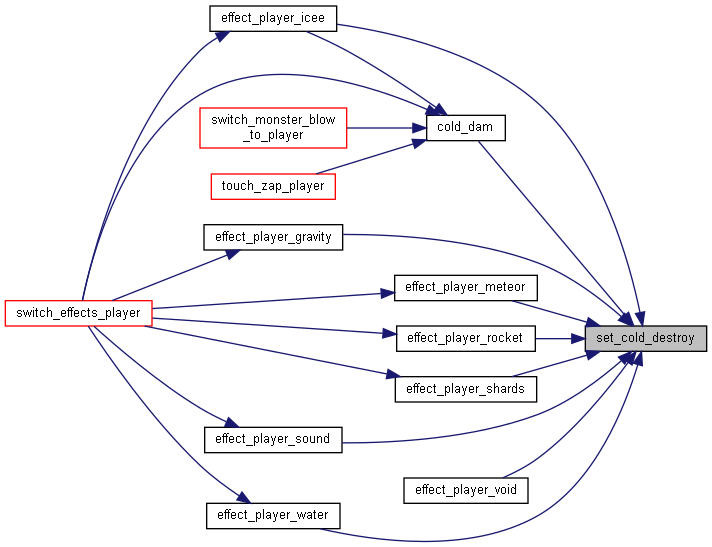 effect_player_icee
switch_monster_blow
_to_player
cold_dam
touch_zap_player
effect_player_gravity
effect_player_meteor
switch_effects_player
effect_player_rocket
set_cold_destroy
effect_player_shards
effect_player_sound
effect_player_void
effect_player_water